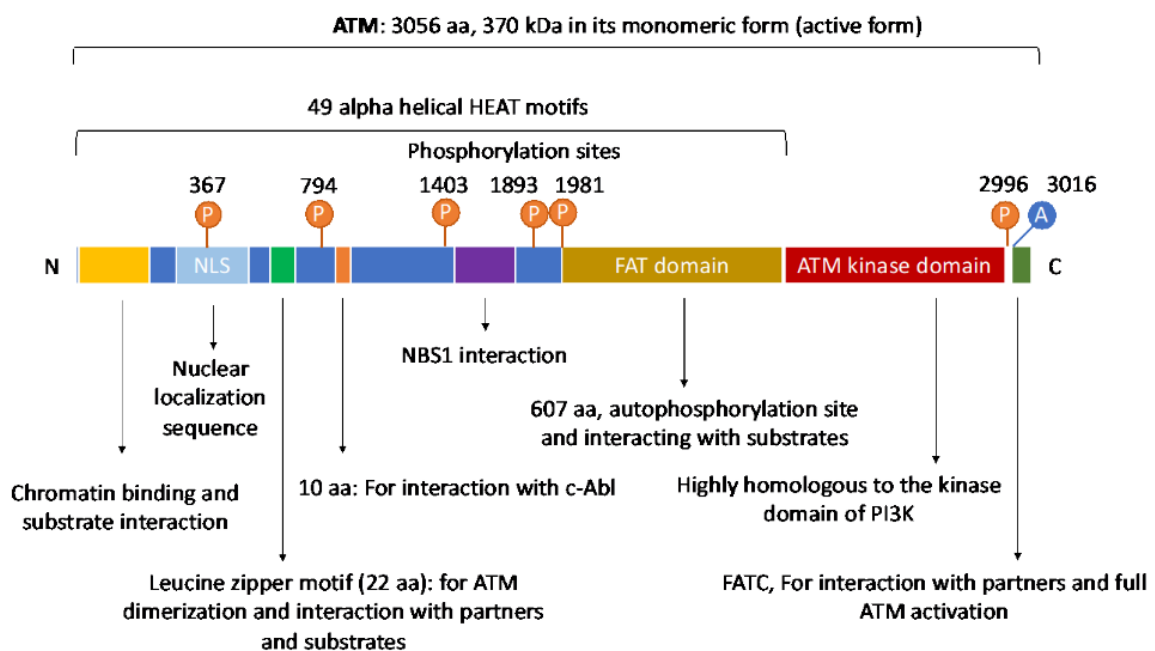 ATM: 3056 aa, 370 kDa in its monomeric form (active form)
49 alpha helical HEAT motifs
Phosphorylation sites
367
794
1403
1893
1981
2996
3016
P
P
P
P
P
P
A
N
NLS
FAT domain
ATM kinase domain
C
Nuclear
localization
sequence
NBS1 interaction
607 aa, autophosphorylation site
and interacting with substrates
Chromatin binding and
substrate interaction
10 aa: For interaction with c-Abl
Highly homologous to the kinase
domain of PI3K
Leucine zipper motif (22 aa): for ATM
dimerization and interaction with partners
and substrates
FATC, For interaction with partners and full
ATM activation